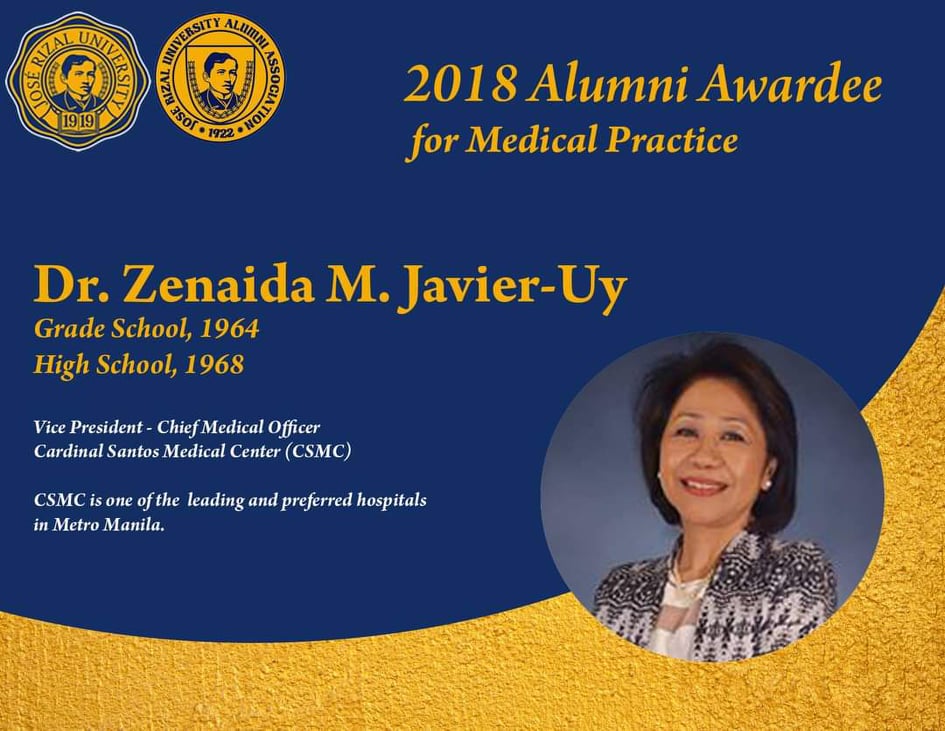 JOSÉ RIZAL UNIVERSITY
1919
JOSE RIZAL UNIVERSITY ALUMNI ASSOCIATION
• 1922 •
2018 Alumni Awardee
for Medical Practice
Dr. Zenaida M. Javier-Uy
Grade School, 1964
High School, 1968
Vice President - Chief Medical Officer
Cardinal Santos Medical Center (CSMC)
CSMC is one of the leading and preferred hospitals
in Metro Manila.